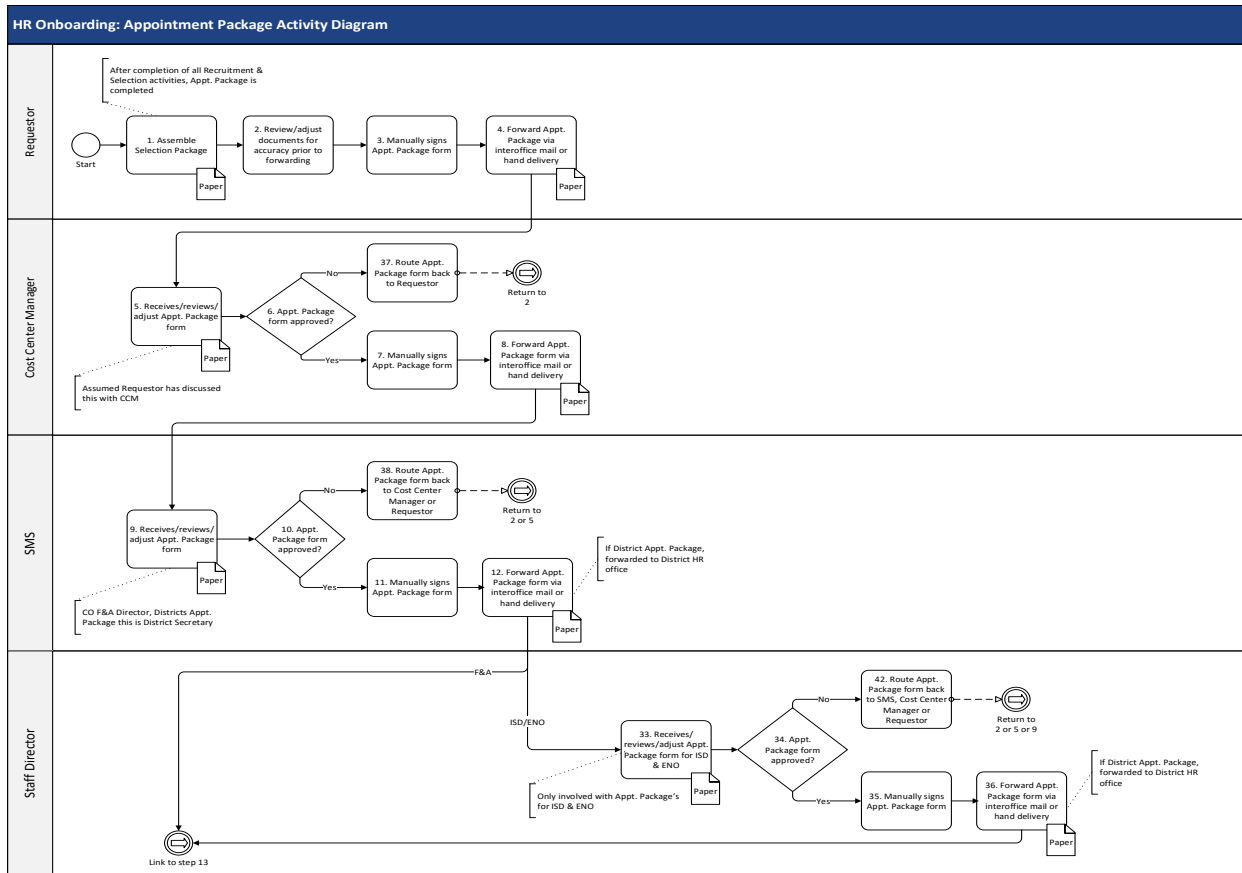 HR Onboarding: Appointment Package Activity Diagram
Requestor
After completion of all Recruitment &
Selection activities, Appt. Package is
completed
Start
1. Assemble
Selection Package
Paper
2. Review/adjust
documents for
accuracy prior to
forwarding
3. Manually signs
Appt. Package form
4. Forward Appt.
Package via
interoffice mail or
hand delivery
Paper
Cost Center Manager
5. Receives/reviews/
adjust Appt. Package
form
Paper
Assumed Requestor has discussed
this with CCM
6. Appt. Package
form approved?
No
37. Route Appt.
Package form back
to Requestor
Return to
2
Yes
7. Manually signs
Appt. Package form
8. Forward Appt.
Package form via
interoffice mail or
hand delivery
Paper
SMS
9. Receives/reviews/
adjust Appt. Package
form
Paper
CO F&A Director, Districts Appt.
Package this is District Secretary
10. Appt.
Package form
approved?
No
38. Route Appt.
Package form back
to Cost Center
Manager or
Requestor
Return to
2 or 5
Yes
11. Manually signs
Appt. Package form
12. Forward Appt.
Package form via
interoffice mail or
hand delivery
Paper
If District Appt. Package,
forwarded to District HR
office
Staff Director
F&A
ISD/ENO
33. Receives/
reviews/adjust Appt.
Package form for ISD
& ENO
Paper
Only involved with Appt. Package's
for ISD & ENO
34. Appt.
Package form
approved?
No
42. Route Appt.
Package form back
to SMS, Cost Center
Manager or
Requestor
Return to
2 or 5 or 9
Yes
35. Manually signs
Appt. Package form
36. Forward Appt.
Package form via
interoffice mail or
hand delivery
Paper
If District Appt. Package,
forwarded to District HR
office
Link to step 13